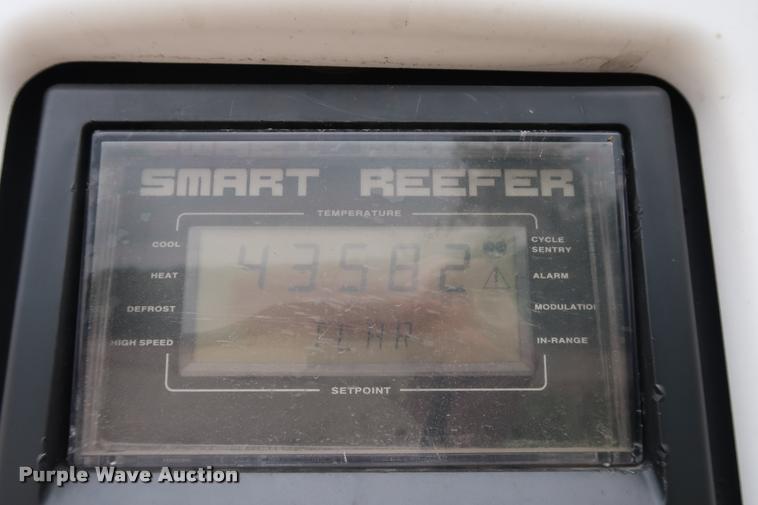 SMART REEFER
TEMPERATURE
COOL
CYCLE SENTRY
HEAT
ALARM
DEFROST
MODULATIO
HIGH SPEED
IN-RANGE
43582
SETPOINT
Purple Wave Auction